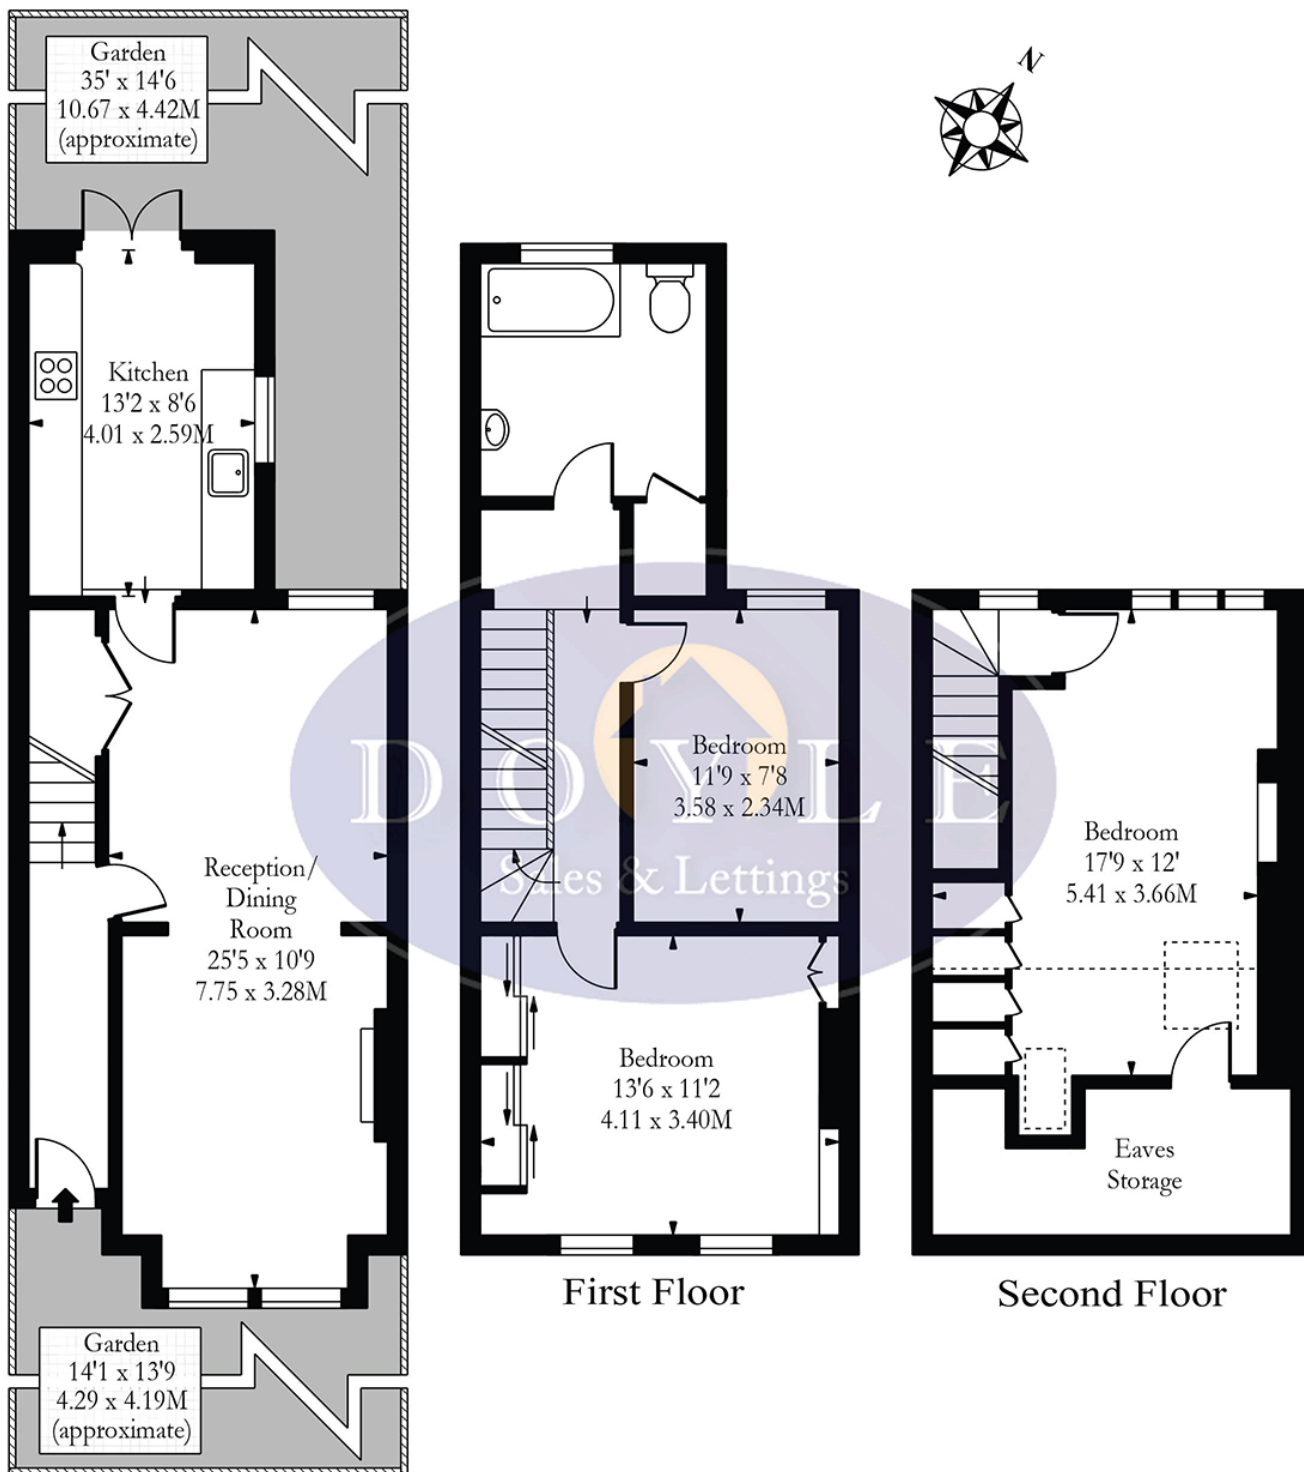 Garden
35' x 14'6
10.67 x 4.42M
(approximate)
N
Kitchen
13'2 x 8'6
4.01 x 2.59M
Reception/
Dining
Room
25'5 x 10'9
7.75 x 3.28M
Garden
14'1 x 13'9
4.29 x 4.19M
(approximate)
Bedroom
11'9 x 7'8
3.58 x 2.34M
DOYLE
Sales & Lettings
Bedroom
13'6 x 11'2
4.11 x 3.40M
First Floor
Bedroom
17'9 x 12'
5.41 x 3.66M
Eaves
Storage
Second Floor